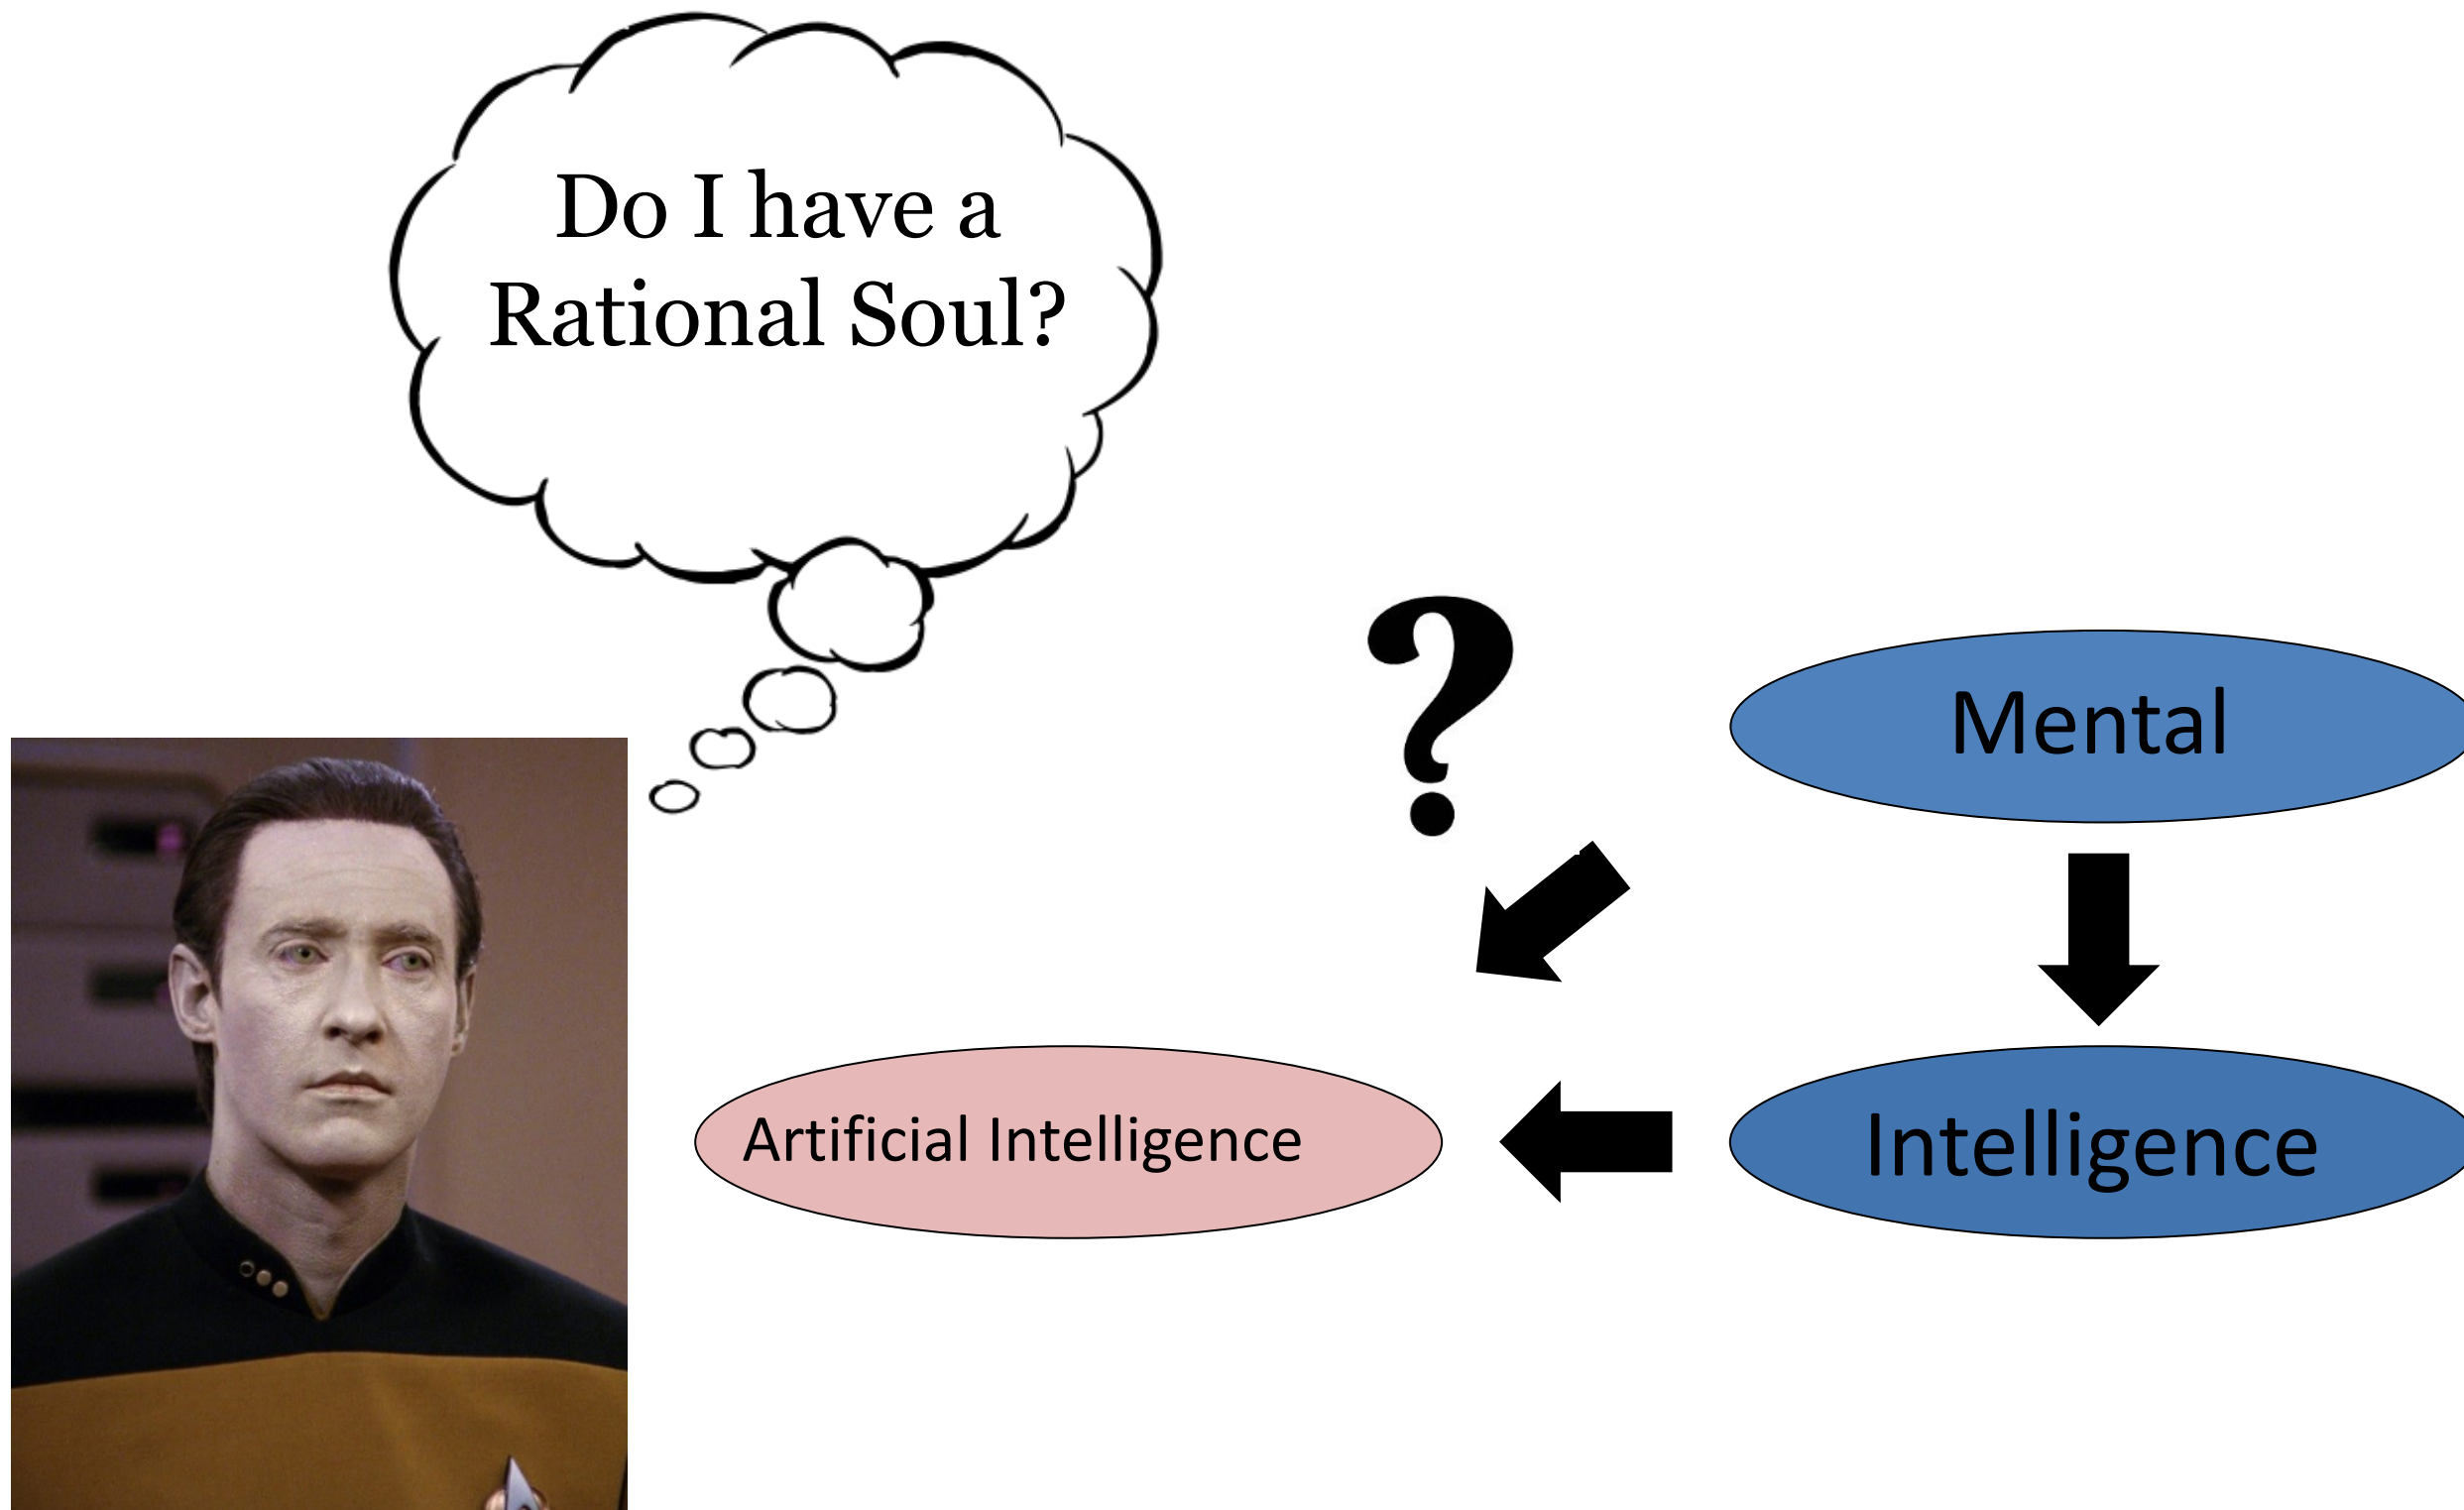 Do I have a
Rational Soul?
?
Mental
Artificial Intelligence
Intelligence